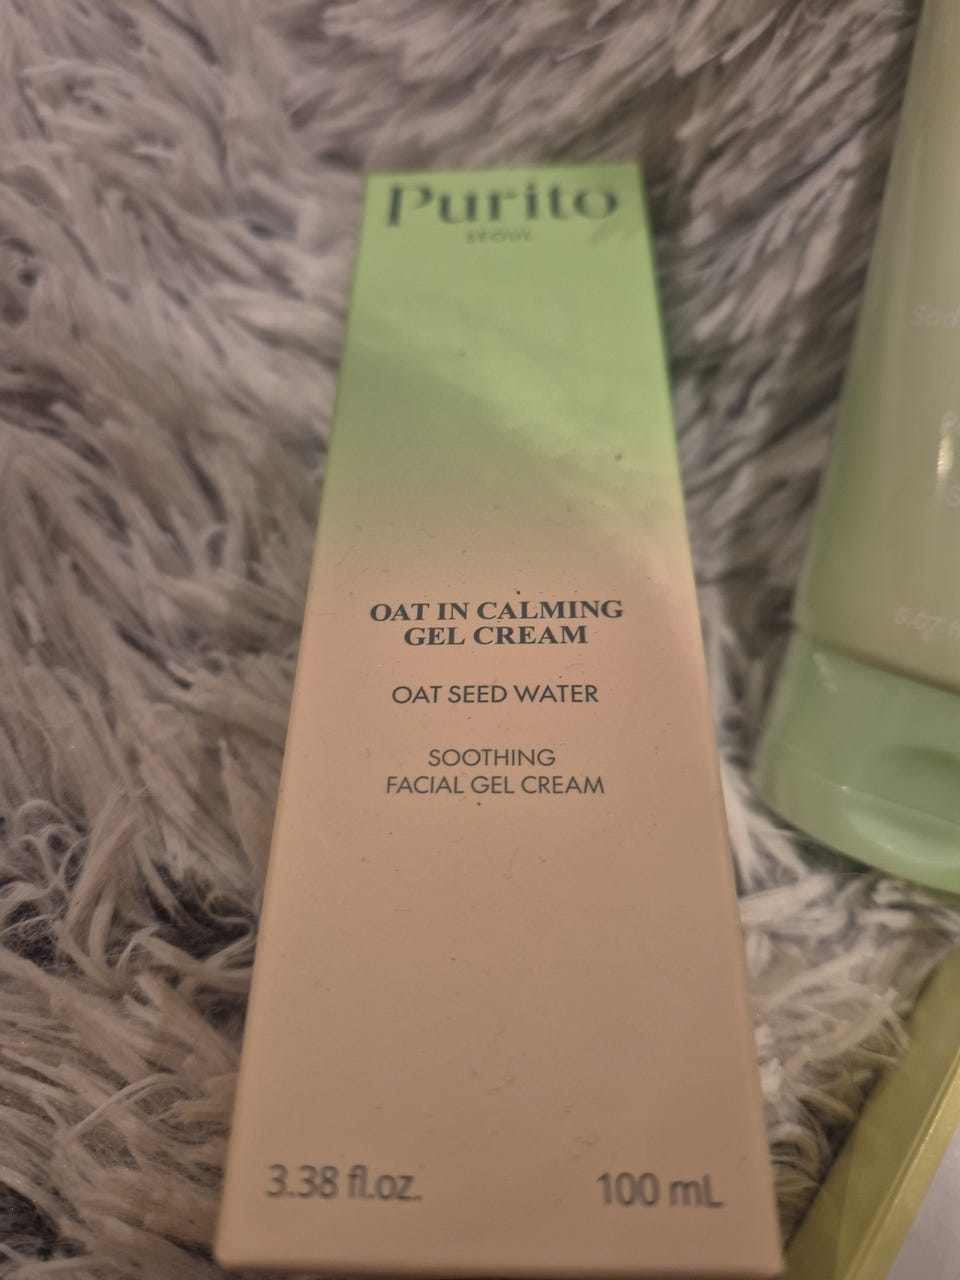 Purito
SEOUL
OAT IN CALMING
GEL CREAM
OAT SEED WATER
SOOTHING
FACIAL GEL CREAM
3.38 fl.oz.
100 mL